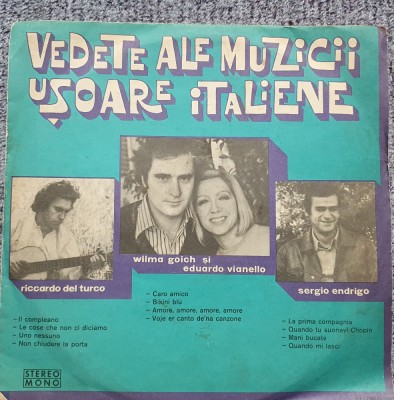 VEDETE ALE MUZICII
UȘOARE ITALIENE
riccardo del turco
- Il compleano
- Le cose che non ci diciamo
- Uno nessuno
- Non chiudere la porta
wilma goich și
eduardo vianello
- Caro amico
- Bikini blu
- Amore, amore, amore, amore
- Voje er canto de'na canzone
sergio endrigo
- La prima compagnia
- Quando tu suonavi Chopin
- Mani bucate
- Quando mi lasci
STEREO
MONO